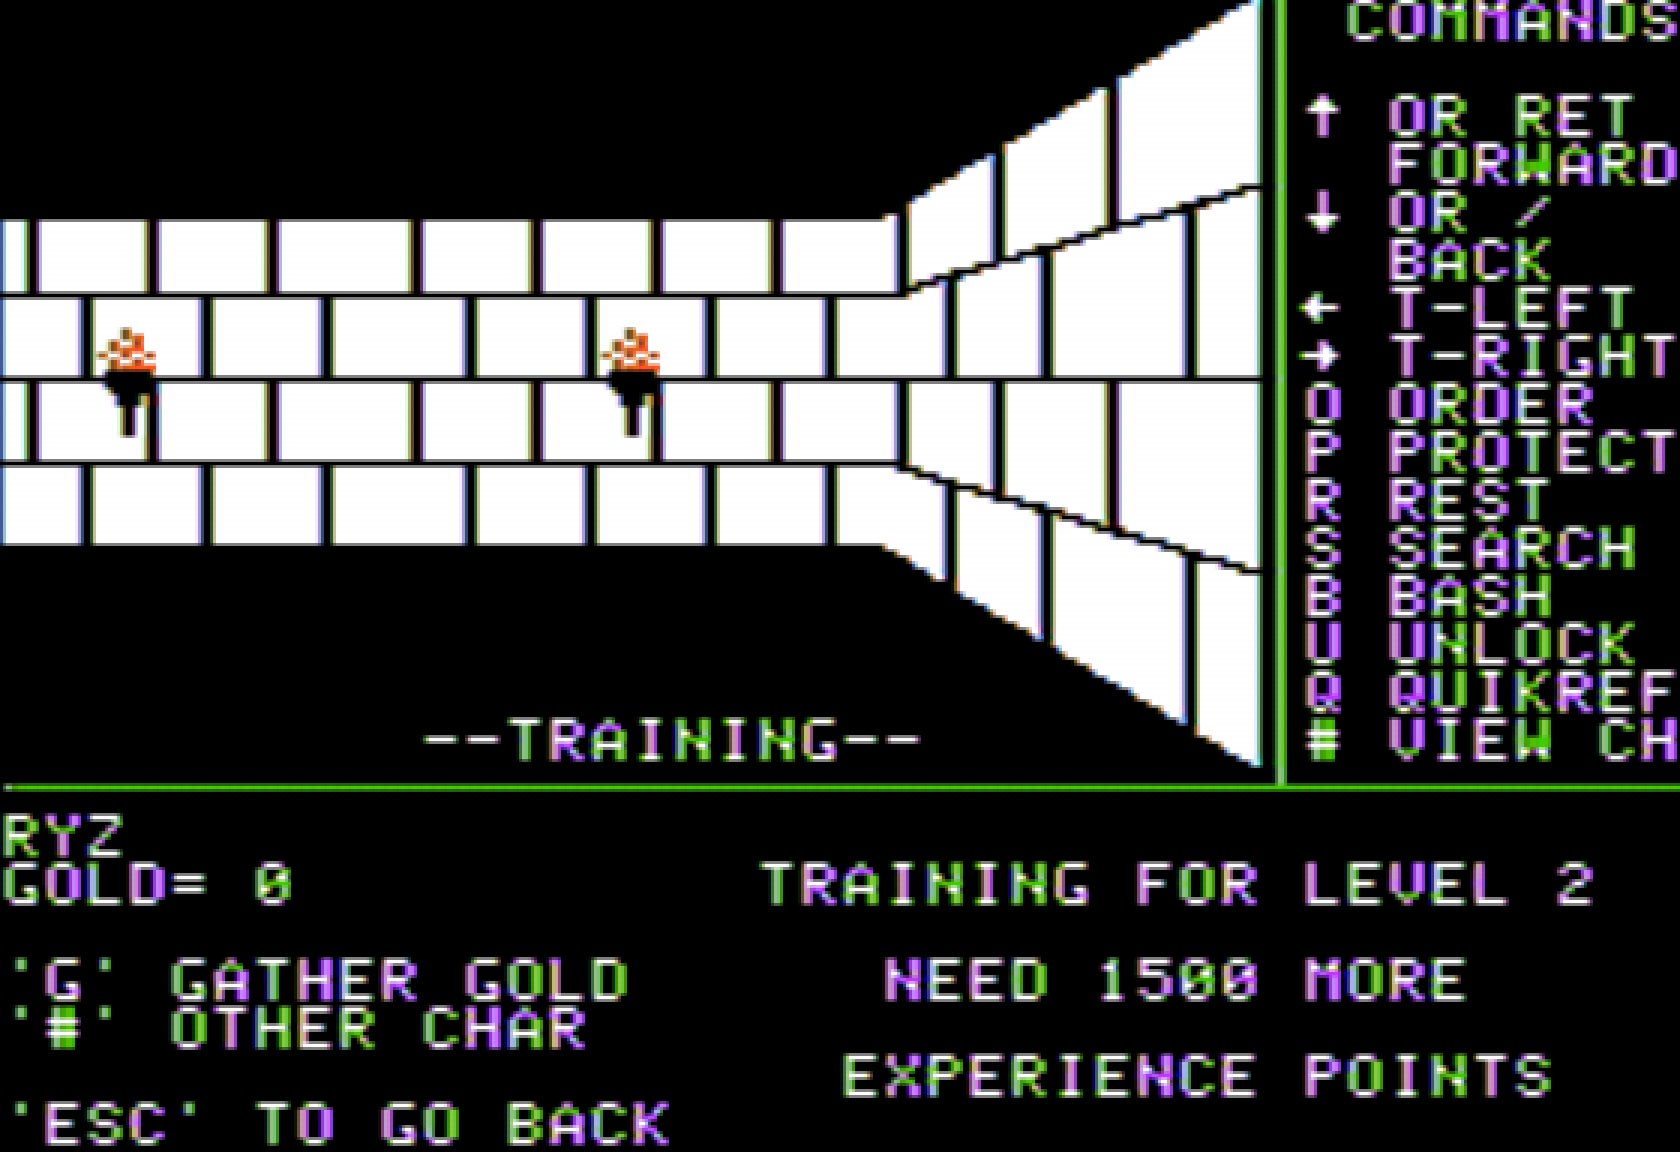 COMMANDS
↑ OR RET
FORWARD
↓ OR /
BACK
← T-LEFT
→ T-RIGHT
O ORDER
P PROTECT
R REST
S SEARCH
B BASH
U UNLOCK
Q QUIKREF
# VIEW CH
--TRAINING--
RYZ
GOLD= 0
TRAINING FOR LEVEL 2
'G' GATHER GOLD
NEED 1500 MORE
'#' OTHER CHAR
EXPERIENCE POINTS
'ESC' TO GO BACK